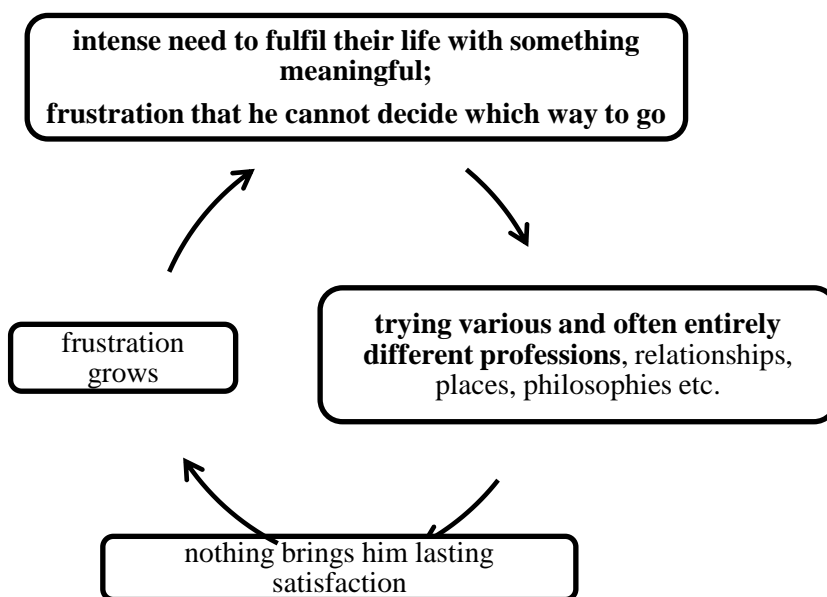 intense need to fulfil their life with something
meaningful;
frustration that he cannot decide which way to go
trying various and often entirely
different professions, relationships,
places, philosophies etc.
nothing brings him lasting
satisfaction
frustration
grows